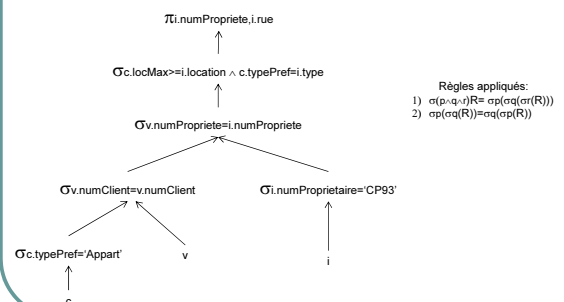 πi.numPropriete,i.rue
σc.locMax>=i.location ∧ c.typePref=i.type
Règles appliqués:
1) σ(p∧q∧r)R= σp(σq(σr(R)))
2) σp(σq(R))=σq(σp(R))
σv.numPropriete=i.numPropriete
σv.numClient=v.numClient
σi.numProprietaire='CP93'
σc.typePref='Appart'
v
i
c